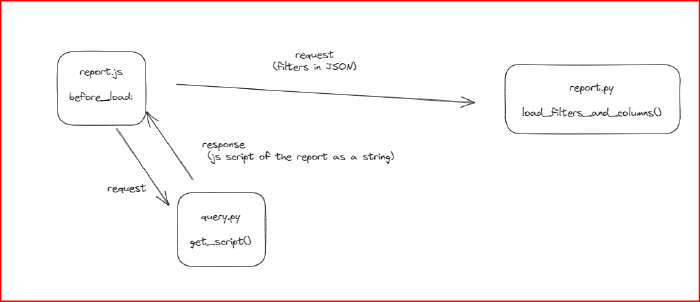 report.js
before_load:
request
(filters in JSON)
report.py
load_filters_and_columns()
response
(js script of the report as a string)
request
query.py
get_script()